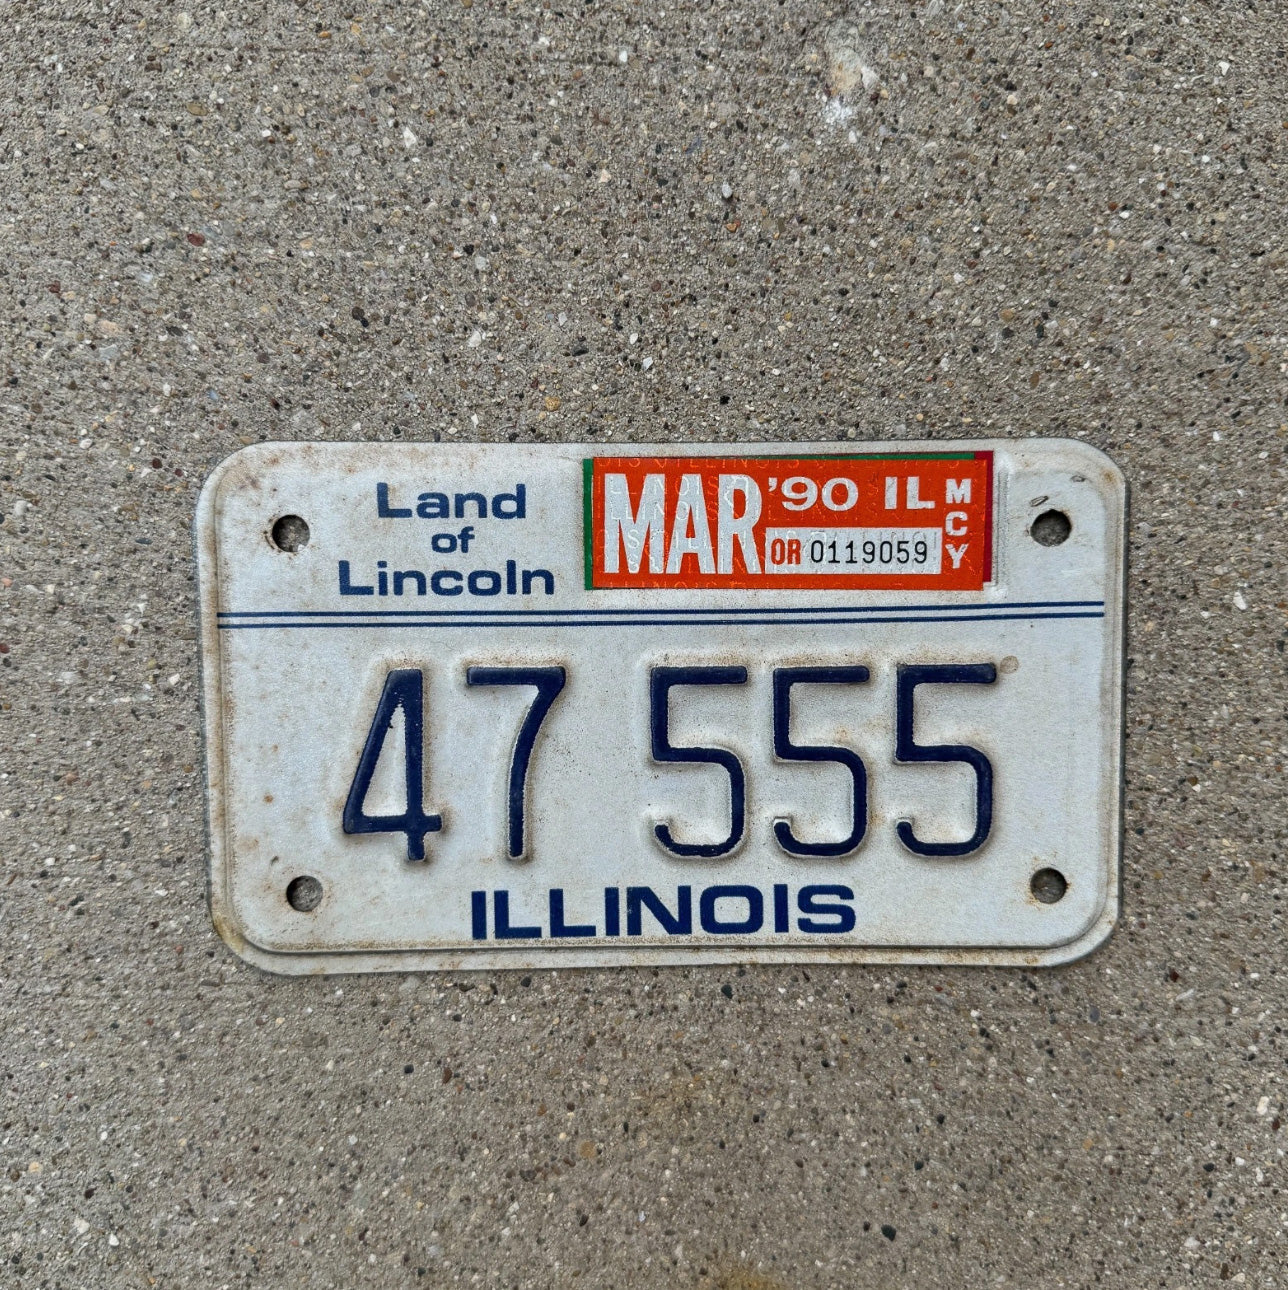 Land
of
Lincoln
MAR '90 IL
OR 0119059
MCY
47 555
ILLINOIS